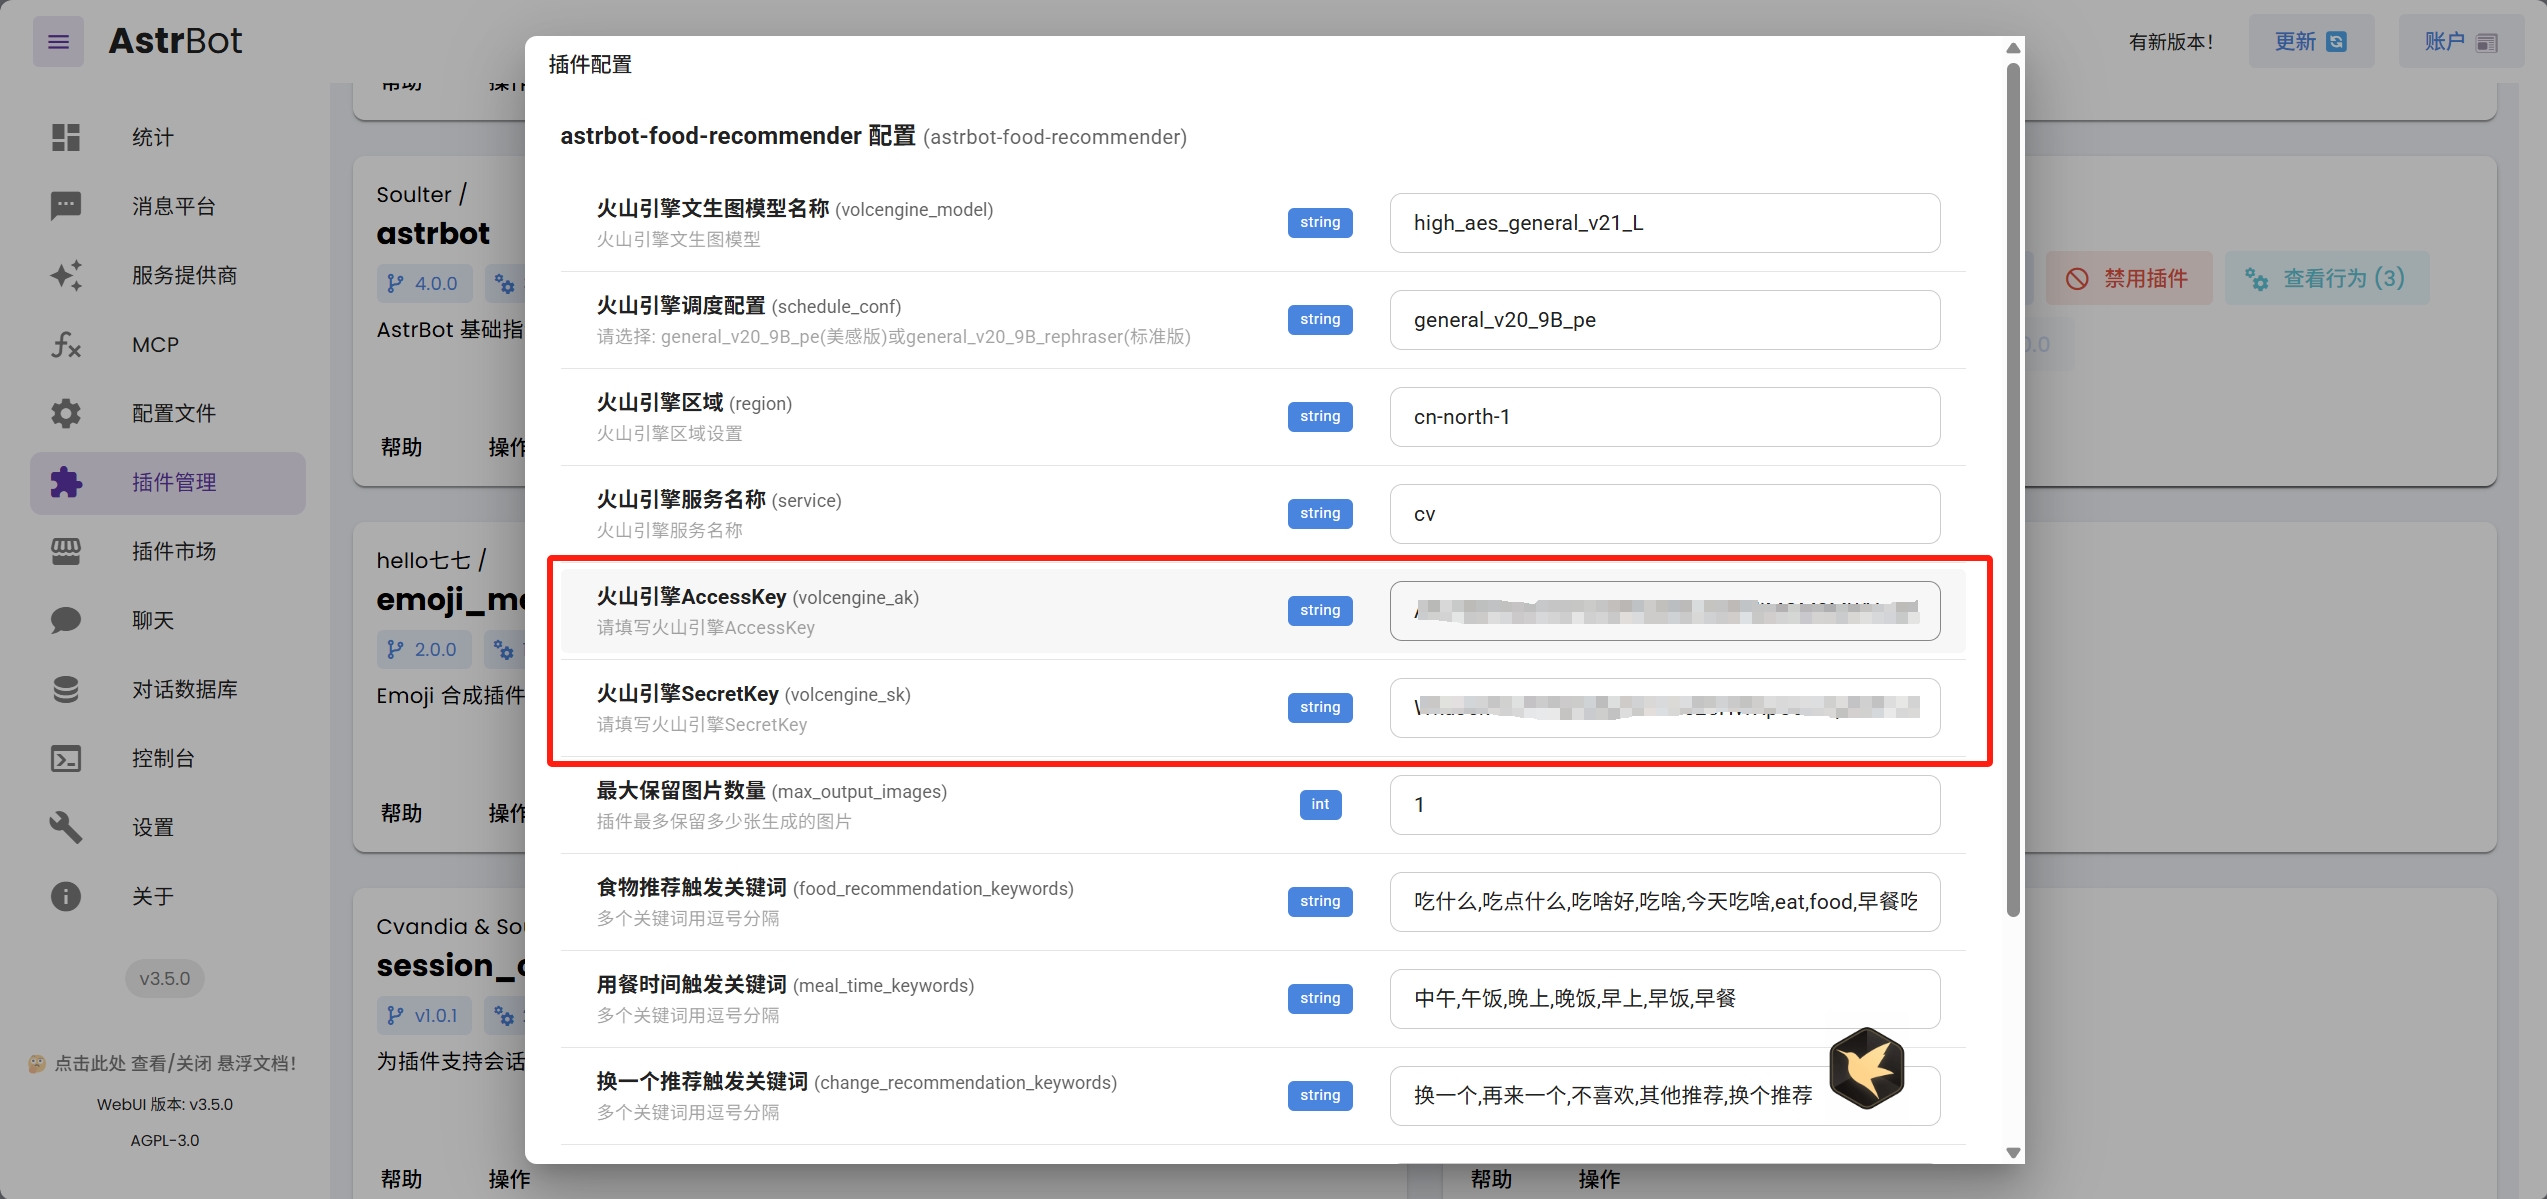 AstrBot
有新版本!
更新
账户
统计
消息平台
服务提供商
MCP
配置文件
插件管理
插件市场
聊天
对话数据库
控制台
设置
关于
v3.5.0
点击此处 查看/关闭 悬浮文档!
WebUI 版本: v3.5.0
AGPL-3.0
帮助
Soulter /
astrbot
4.0.0
AstrBot 基础指
帮助 操作
hello七七 /
2.0.0
Emoji 合成插件
帮助 操作
Cvandia &
v1.0.1
为插件支持会话
帮助 操作
插件配置
astrbot-food-recommender 配置 (astrbot-food-recommender)
火山引擎文生图模型名称 (volcengine_model)
火山引擎文生图模型
string
high_aes_general_v21_L
火山引擎调度配置 (schedule_conf)
请选择: general_v20_9B_pe(美感版)或general_v20_9B_rephraser(标准版)
string
general_v20_9B_pe
火山引擎区域 (region)
火山引擎区域设置
string
cn-north-1
火山引擎服务名称 (service)
火山引擎服务名称
string
cv
火山引擎AccessKey (volcengine_ak)
请填写火山引擎AccessKey
string
火山引擎SecretKey (volcengine_sk)
请填写火山引擎SecretKey
string
最大保留图片数量 (max_output_images)
插件最多保留多少张生成的图片
int
1
食物推荐触发关键词 (food_recommendation_keywords)
多个关键词用逗号分隔
string
吃什么,吃点什么,吃啥好,吃啥,今天吃啥,eat,food,早餐吃
用餐时间触发关键词 (meal_time_keywords)
多个关键词用逗号分隔
string
中午,午饭,晚上,晚饭,早上,早饭,早餐
换一个推荐触发关键词 (change_recommendation_keywords)
多个关键词用逗号分隔
string
换一个,再来一个,不喜欢,其他推荐,换个推荐
禁用插件
查看行为 (3)
帮助 操作